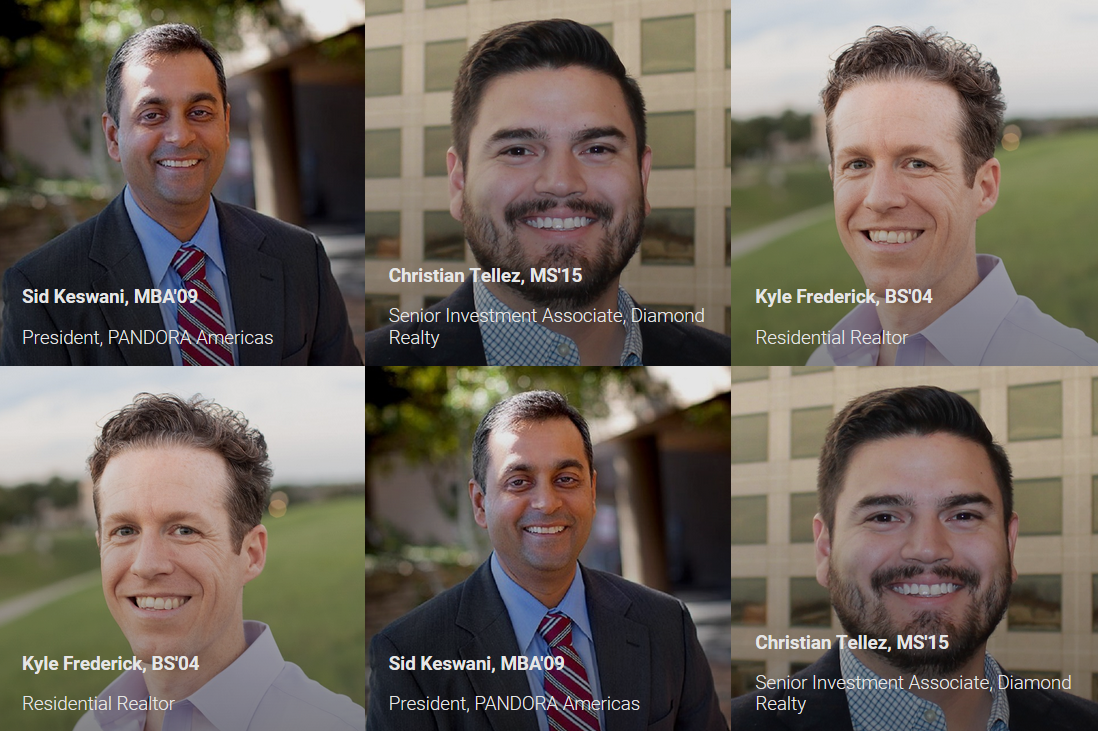 Sid Keswani, MBA'09
President, PANDORA Americas
Christian Tellez, MS'15
Senior Investment Associate, Diamond
Realty
Kyle Frederick, BS'04
Residential Realtor
Kyle Frederick, BS'04
Residential Realtor
Sid Keswani, MBA'09
President, PANDORA Americas
Christian Tellez, MS'15
Senior Investment Associate, Diamond
Realty